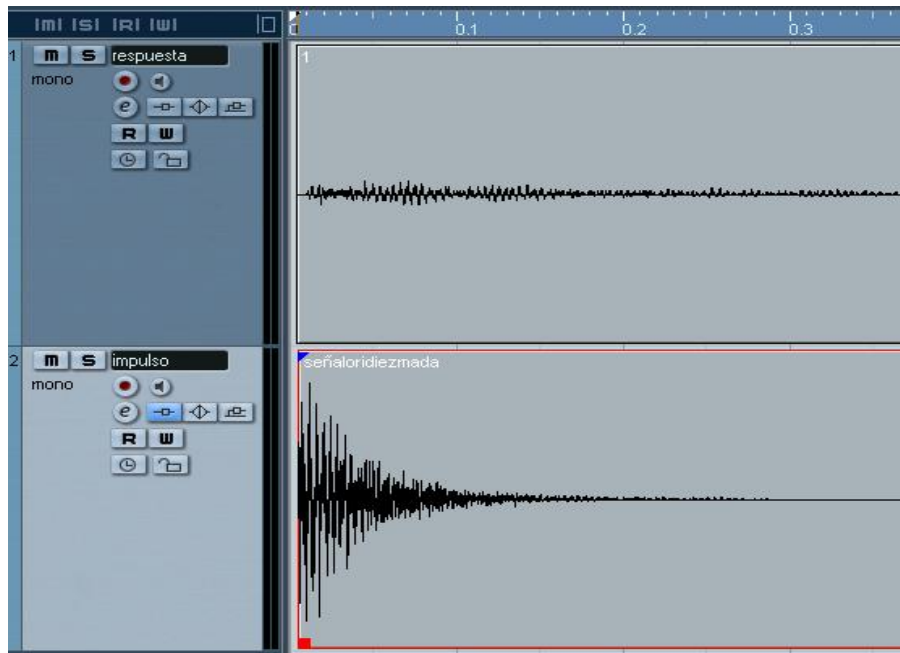 m S R W
0.1 0.2 0.3
1 m S respuesta
1
mono
e
R W
2 m S impulso
señaloridiezmada
mono
e
R W